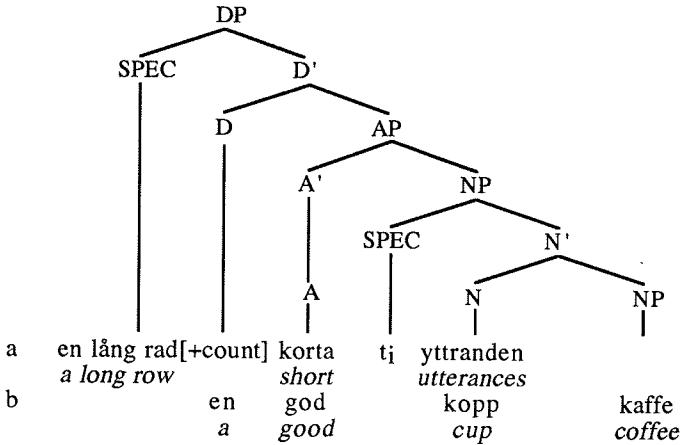 DP
SPEC D'
D AP
A' NP
SPEC N'
A N NP
a en lång rad[+count] korta ti yttranden
a long row short utterances
b en god kopp kaffe
a good cup coffee